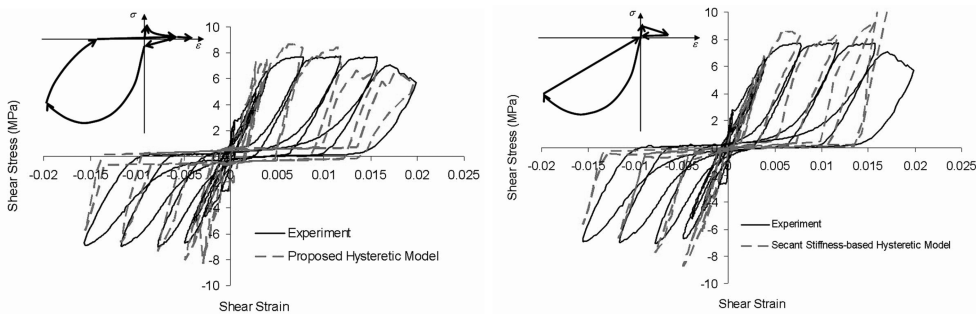 σ
ε
10
8
6
4
2
0
-2
-4
-6
-8
-10
-0.02 -0.015 -0.01 -0.005 0 0.005 0.01 0.015 0.02 0.025
Shear Stress (MPa)
Experiment
Proposed Hysteretic Model
Shear Strain
σ
ε
10
8
6
4
2
0
-2
-4
-6
-8
-10
-0.02 -0.015 -0.01 -0.005 0 0.005 0.01 0.015 0.02 0.025
Shear Stress (MPa)
Experiment
Secant Stiffness-based Hysteretic Model
Shear Strain